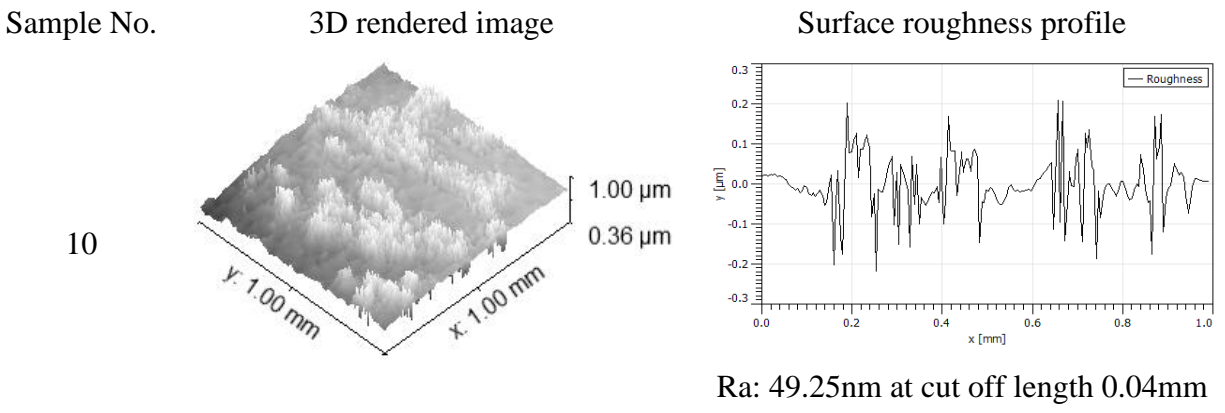 Sample No. 3D rendered image Surface roughness profile
10
1.00 µm
0.36 µm
y: 1.00 mm
x: 1.00 mm
Roughness
0.3
0.2
0.1
0.0
-0.1
-0.2
-0.3
y [µm]
0.0 0.2 0.4 0.6 0.8 1.0
x [mm]
Ra: 49.25nm at cut off length 0.04mm